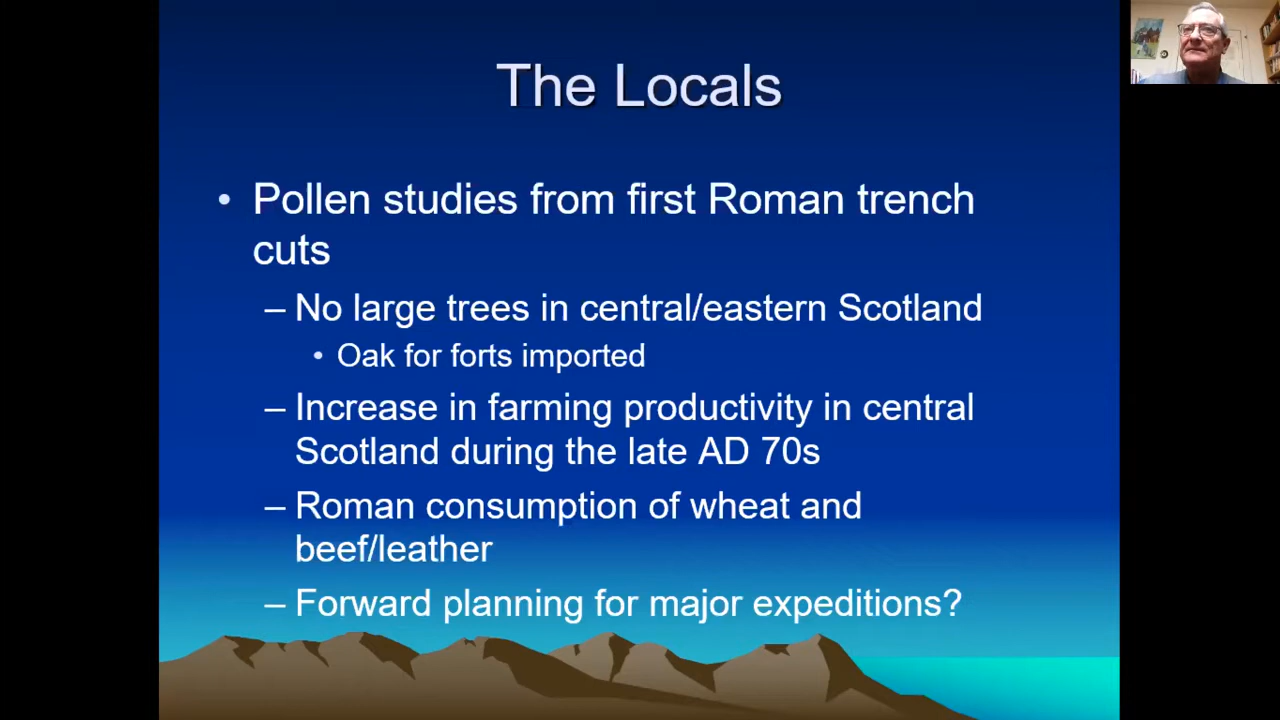 The Locals
• Pollen studies from first Roman trench
cuts
– No large trees in central/eastern Scotland
• Oak for forts imported
– Increase in farming productivity in central
Scotland during the late AD 70s
– Roman consumption of wheat and
beef/leather
– Forward planning for major expeditions?